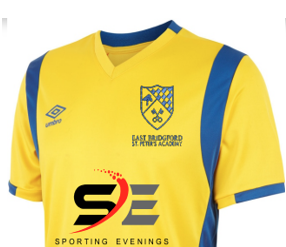 umbro
EAST BRIDGFORD
ST. PETER'S ACADEMY
SE
SPORTING EVENINGS